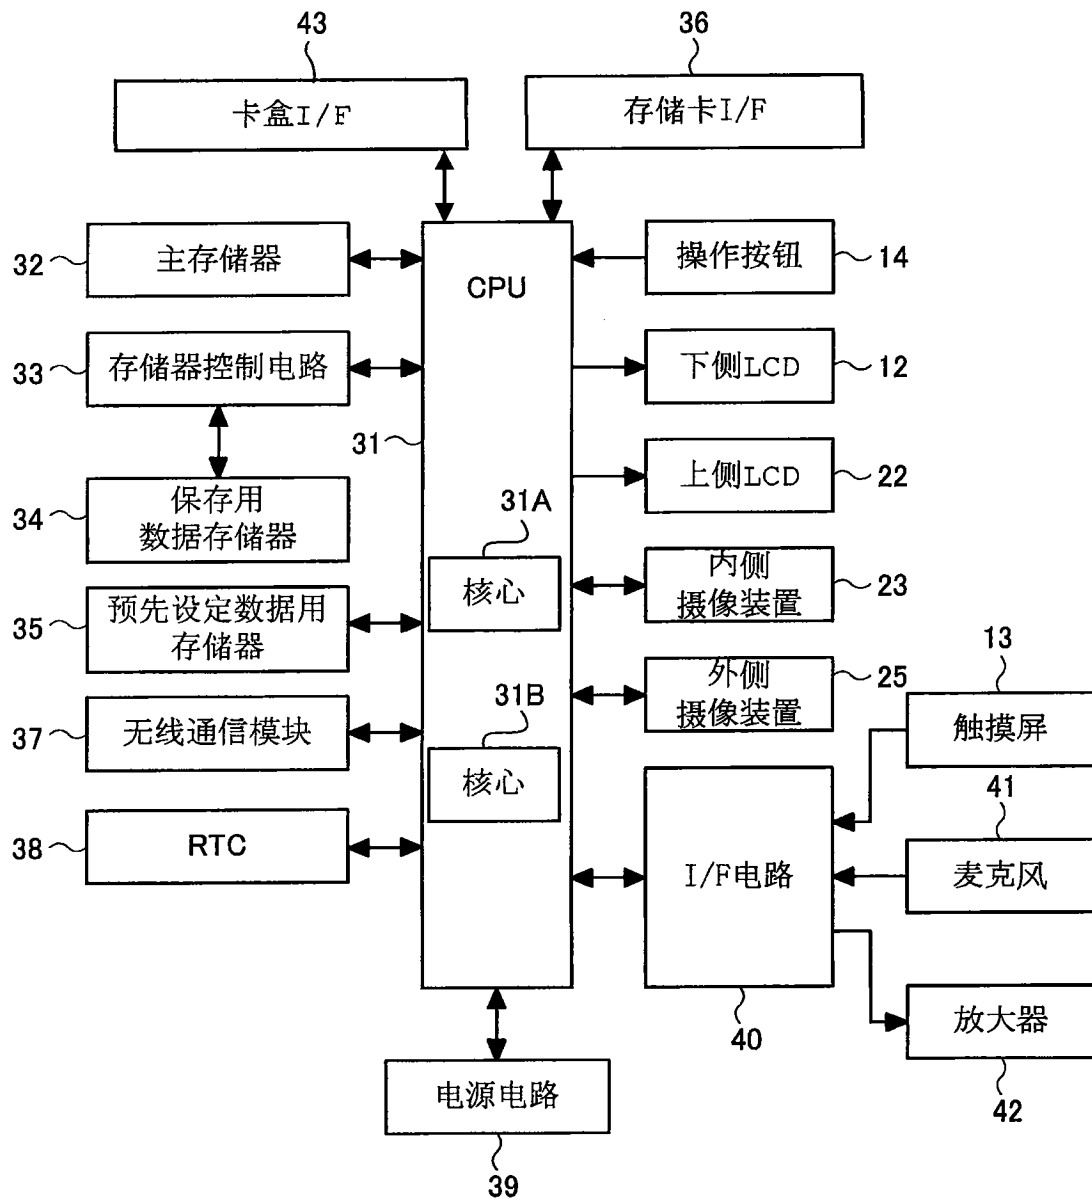 43
36
卡盒I/F
存储卡I/F
32
主存储器
CPU
操作按钮
14
33
存储器控制电路
下侧LCD
12
31
上侧LCD
22
34
保存用
数据存储器
31A
核心
内侧
摄像装置
23
35
预先设定数据用
存储器
外侧
摄像装置
25
13
触摸屏
37
无线通信模块
31B
核心
38
RTC
I/F电路
41
麦克风
40
放大器
42
电源电路
39